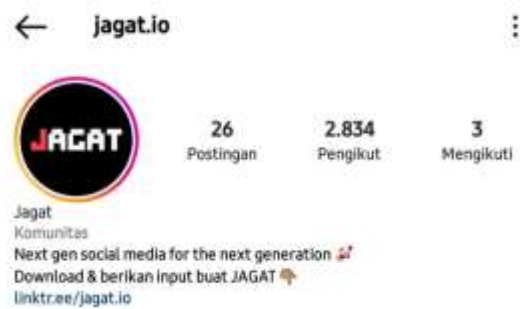 jagat.io
JAGAT
26
Postingan
2.834
Pengikut
3
Mengikuti
Jagat
Komunitas
Next gen social media for the next generation
Download & berikan input buat JAGAT
linktr.ee/jagat.io